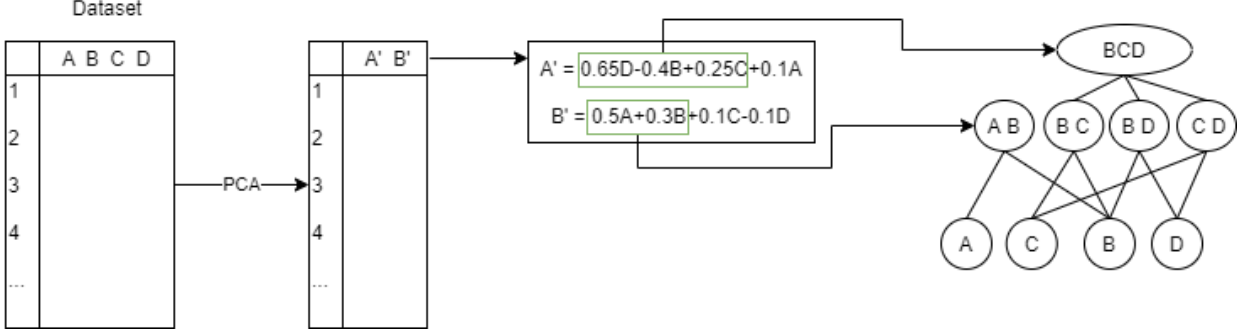 Dataset
A B C D
1
2
3
4
...
PCA
A' B'
1
2
3
4
...
A' = 0.65D-0.4B+0.25C+0.1A
B' = 0.5A+0.3B+0.1C-0.1D
BCD
A B
B C
B D
C D
A
C
B
D